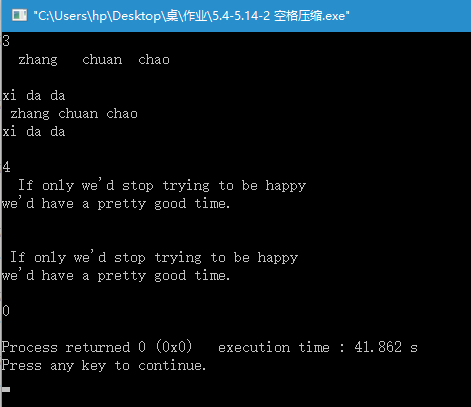 "C:\Users\hp\Desktop\桌\作业\5.4-5.14-2 空格压缩.exe"
3
  zhang   chuan  chao

xi da da
 zhang chuan chao
xi da da

4
  If only we'd stop trying to be happy
we'd have a pretty good time.


 If only we'd stop trying to be happy
we'd have a pretty good time.

0

Process returned 0 (0x0)   execution time : 41.862 s
Press any key to continue.